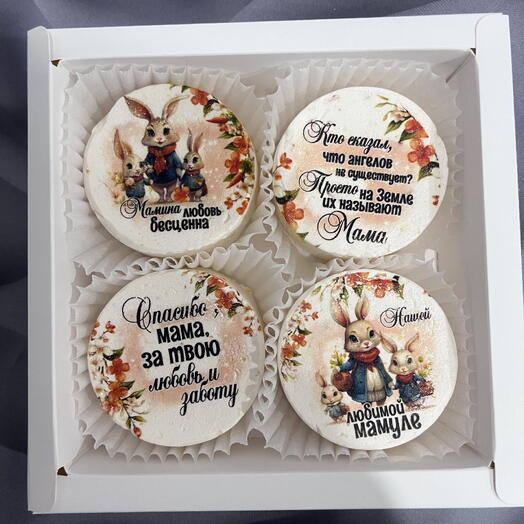 Мамина любовь
бесценна
Кто сказал,
что ангелов
не существует?
Просто на Земле
их называют
Мама
Спасибо,
мама,
за твою
любовь и
заботу
Нашей
любимой
мамуле